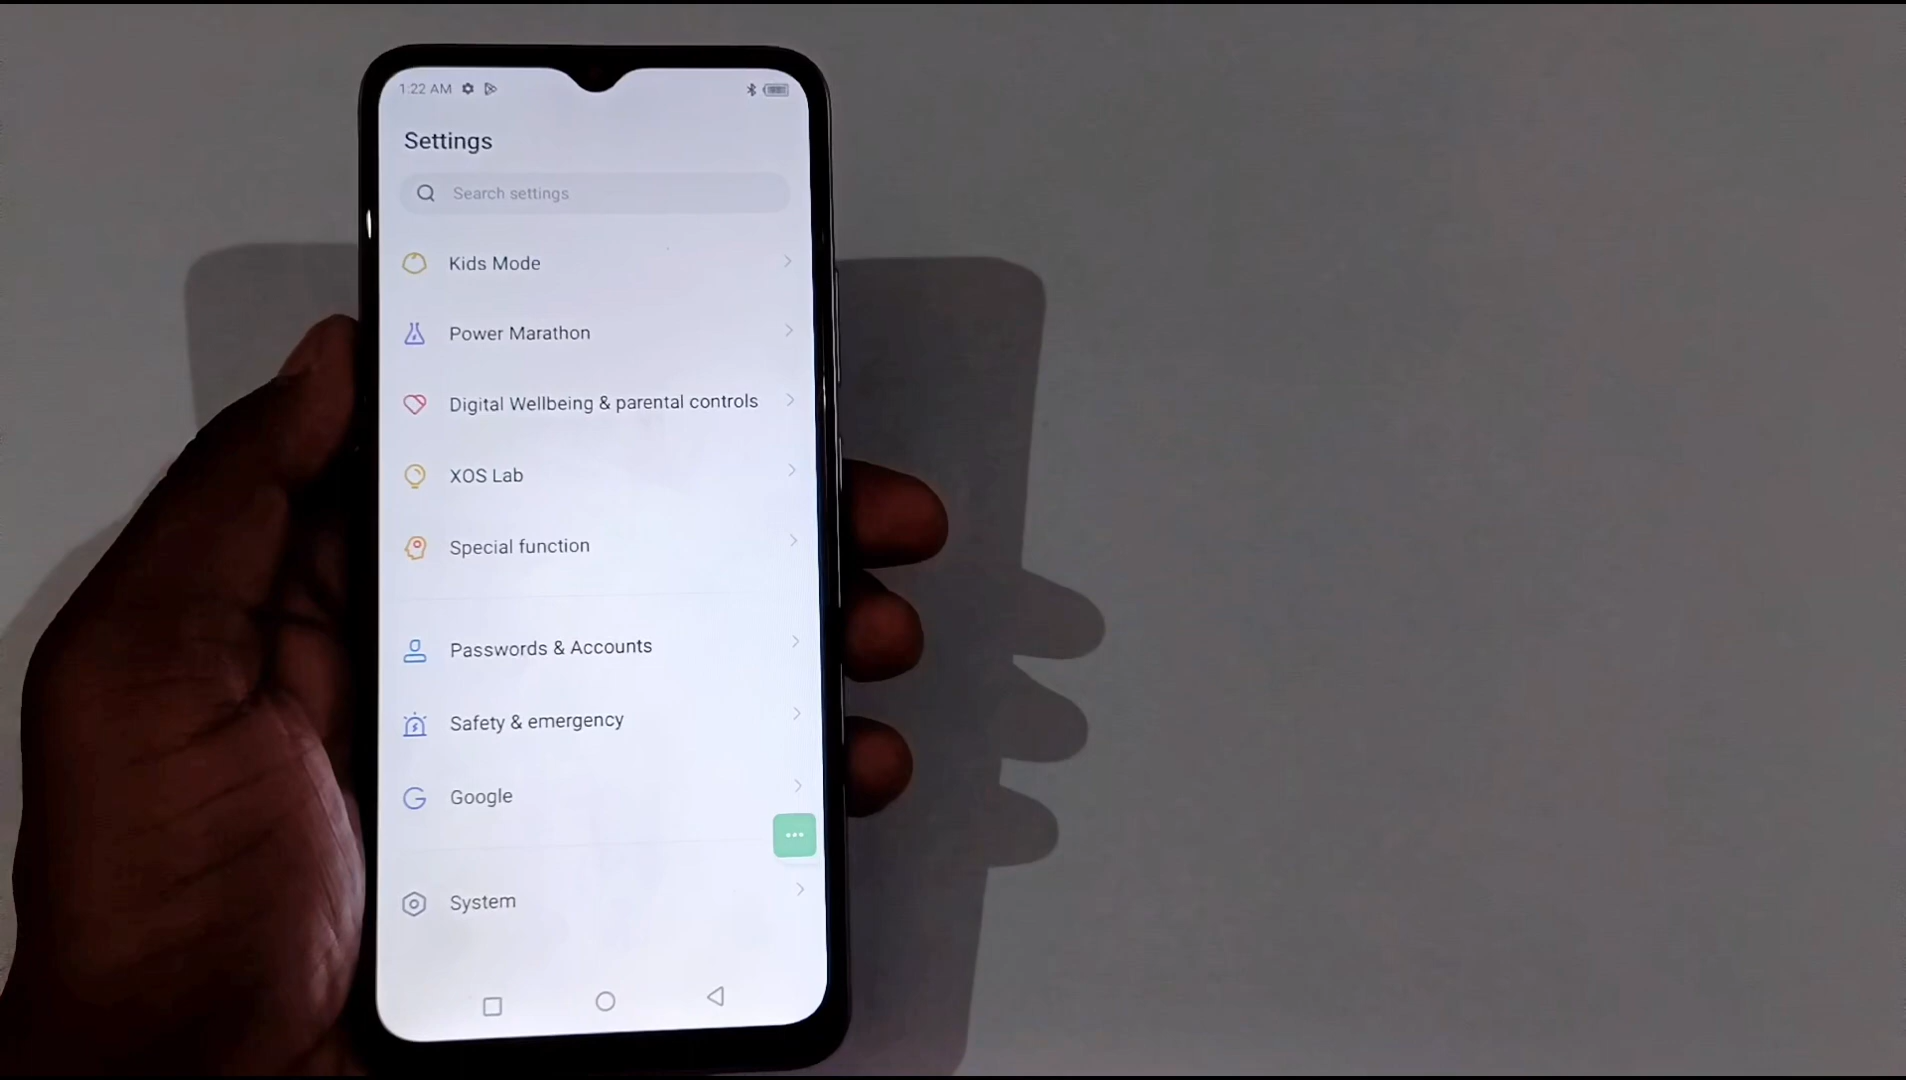 1:22 AM
Settings
Search settings
Kids Mode
Power Marathon
Digital Wellbeing & parental controls
XOS Lab
Special function
Passwords & Accounts
Safety & emergency
Google
System